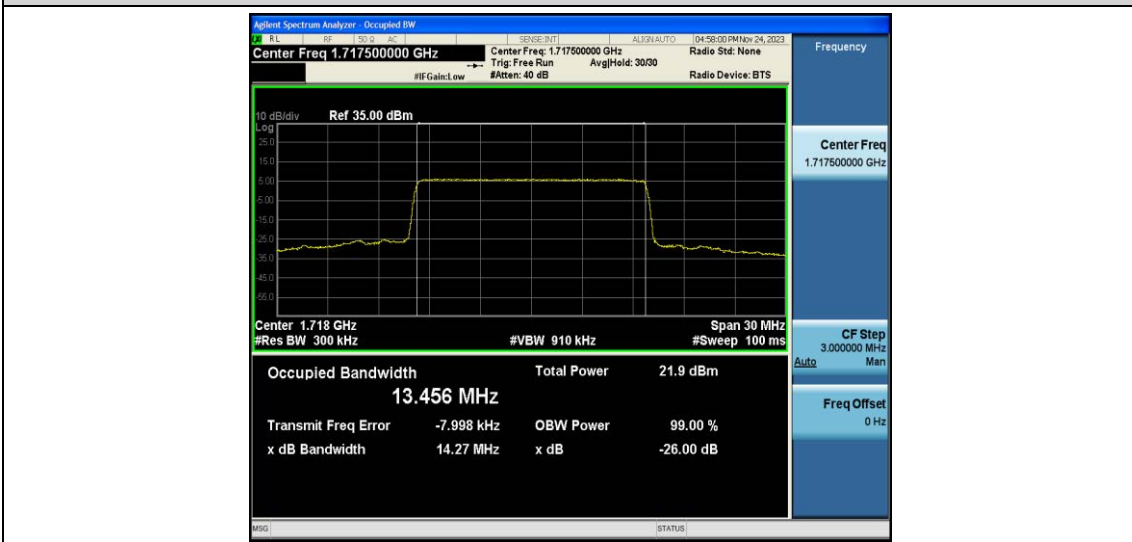 Agilent Spectrum Analyzer - Occupied BW
RL RF 50 Ω AC SENSE:INT ALIGN AUTO 04:58:00 PM Nov 24, 2023
Center Freq 1.717500000 GHz Center Freq: 1.717500000 GHz Radio Std: None Frequency
Trig: Free Run Avg|Hold: 30/30
#IFGain:Low #Atten: 40 dB Radio Device: BTS
10 dB/div Ref 35.00 dBm
Log
25.0
15.0
5.00
-5.00
-15.0
-25.0
-35.0
-45.0
-55.0
Center Freq
1.717500000 GHz
Center 1.718 GHz Span 30 MHz
#Res BW 300 kHz #VBW 910 kHz #Sweep 100 ms
CF Step
3.000000 MHz
Auto Man
Occupied Bandwidth Total Power 21.9 dBm
13.456 MHz
Freq Offset
0 Hz
Transmit Freq Error -7.998 kHz OBW Power 99.00 %
x dB Bandwidth 14.27 MHz x dB -26.00 dB
MSG STATUS